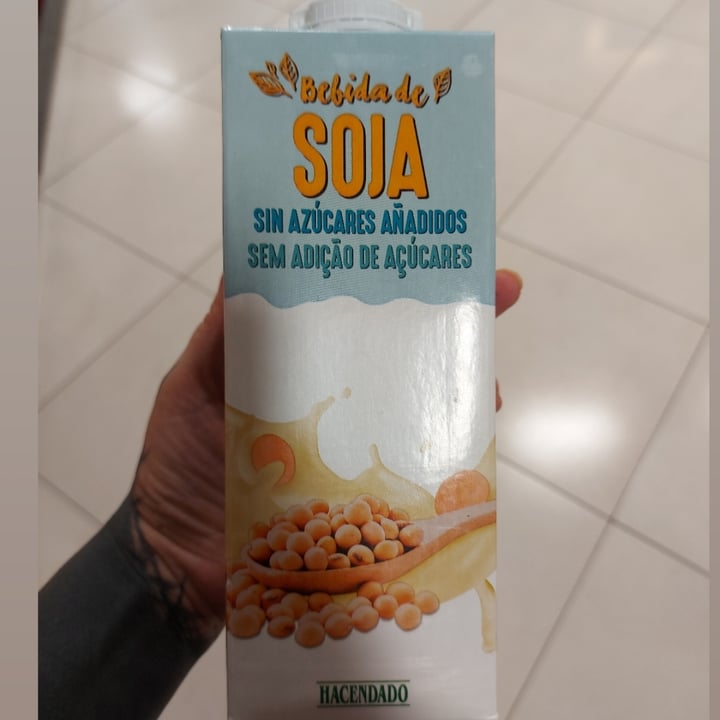 Bebida de
SOJA
SIN AZÚCARES AÑADIDOS
SEM ADIÇÃO DE AÇÚCARES
HACENDADO